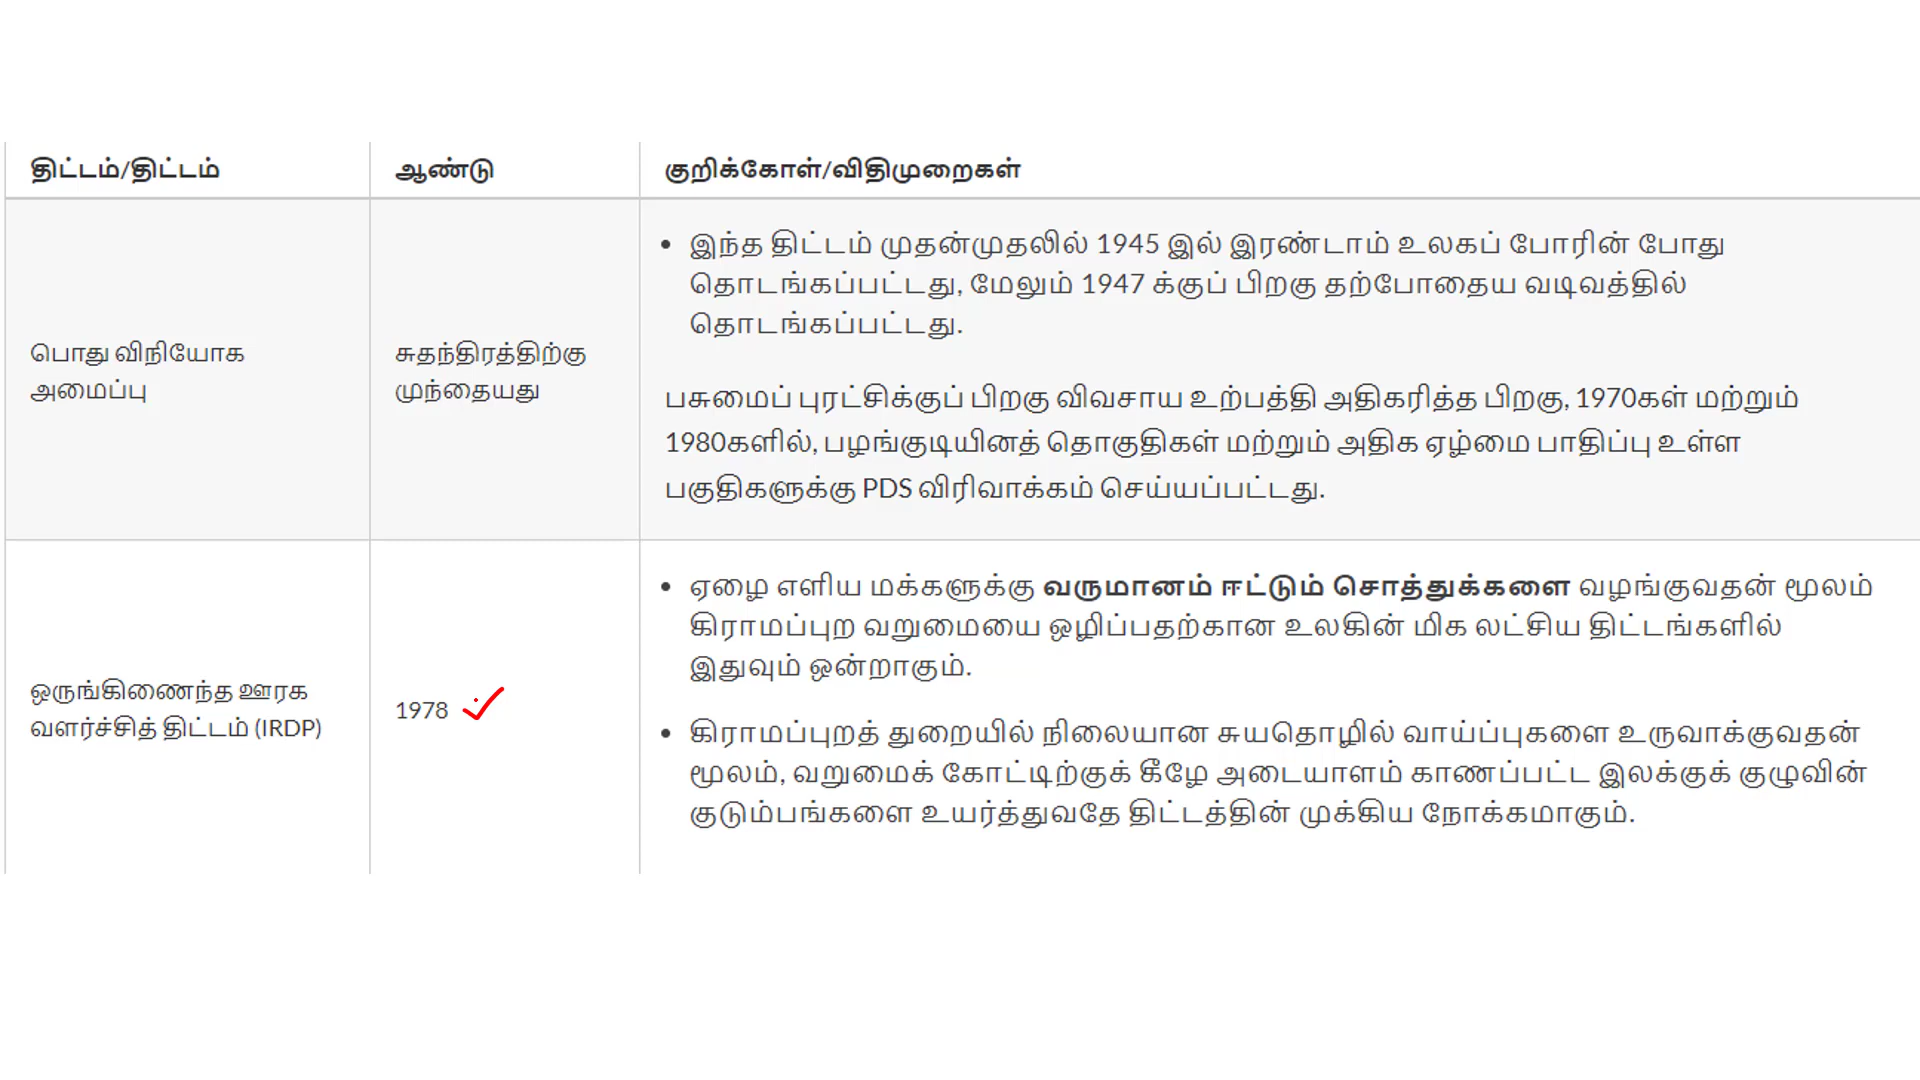 திட்டம்/திட்டம்
ஆண்டு
குறிக்கோள்/விதிமுறைகள்
பொது விநியோக
அமைப்பு
சுதந்திரத்திற்கு
முந்தையது
• இந்த திட்டம் முதன்முதலில் 1945 இல் இரண்டாம் உலகப் போரின் போது
தொடங்கப்பட்டது, மேலும் 1947 க்குப் பிறகு தற்போதைய வடிவத்தில்
தொடங்கப்பட்டது.
பசுமைப் புரட்சிக்குப் பிறகு விவசாய உற்பத்தி அதிகரித்த பிறகு, 1970கள் மற்றும்
1980களில், பழங்குடியினத் தொகுதிகள் மற்றும் அதிக ஏழ்மை பாதிப்பு உள்ள
பகுதிகளுக்கு PDS விரிவாக்கம் செய்யப்பட்டது.
ஒருங்கிணைந்த ஊரக
வளர்ச்சித் திட்டம் (IRDP)
1978
• ஏழை எளிய மக்களுக்கு வருமானம் ஈட்டும் சொத்துக்களை வழங்குவதன் மூலம்
கிராமப்புற வறுமையை ஒழிப்பதற்கான உலகின் மிக லட்சிய திட்டங்களில்
இதுவும் ஒன்றாகும்.
• கிராமப்புறத் துறையில் நிலையான சுயதொழில் வாய்ப்புகளை உருவாக்குவதன்
மூலம், வறுமைக் கோட்டிற்குக் கீழே அடையாளம் காணப்பட்ட இலக்குக் குழுவின்
குடும்பங்களை உயர்த்துவதே திட்டத்தின் முக்கிய நோக்கமாகும்.